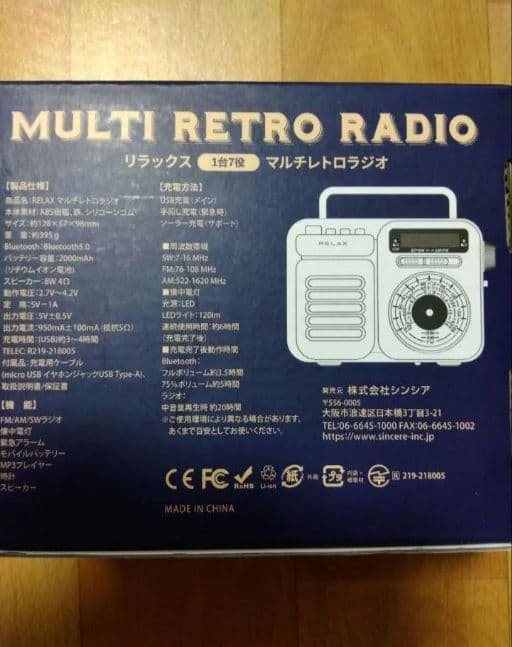 MULTI RETRO RADIO
リラックス 1台7役 マルチレトロラジオ
【製品仕様】
商品名:RELAX マルチレトロラジオ
本体素材:ABS樹脂、鉄、シリコーンゴム
サイズ:約128×67×98mm
重 量:約395g
Bluetooth:Bluetooth5.0
バッテリー容量:2000mAh
(リチウムイオン電池)
スピーカー:8W 4Ω
動作電圧:2.7V~4.2V
定 格:5V=1A
出力電圧:5V±0.5V
出力電流:950mA±100mA(抵抗5Ω)
充電時間:(USB)約3~4時間
TELEC:R219-218005
付属品:充電用ケーブル
(micro USB イヤホンジャックUSB Type-A)、
取扱説明書/保証書
【機 能】
FM/AM/SWラジオ
懐中電灯
緊急アラーム
モバイルバッテリー
MP3プレイヤー
時計
スピーカー
【充電方法】
USB充電(メイン)
手回し充電(緊急時)
ソーラー充電(サポート)
■周波数帯域
SW:7-16 MHz
FM:76-108 MHz
AM:522-1620 MHz
■懐中電灯
光源:LED
LEDライト:120lm
連続使用時間:約6時間
(充電完了後)
■充電完了後動作時間
Bluetooth:
フルボリューム約3.5時間
75%ボリューム約5時間
ラジオ:
中音量再生時 約20時間
※ご使用環境により異なる場合があります。
あくまで目安としてお使いください。
RELAX
発売元 株式会社シンシア
〒556-0005
大阪市浪速区日本橋3丁目3-21
TEL:06-6645-1000 FAX:06-6645-1002
https://www.sincere-inc.jp
CE FC RoHS Li-ion 紙 外箱 プラ 内袋・緩衝材 R 219-218005
MADE IN CHINA